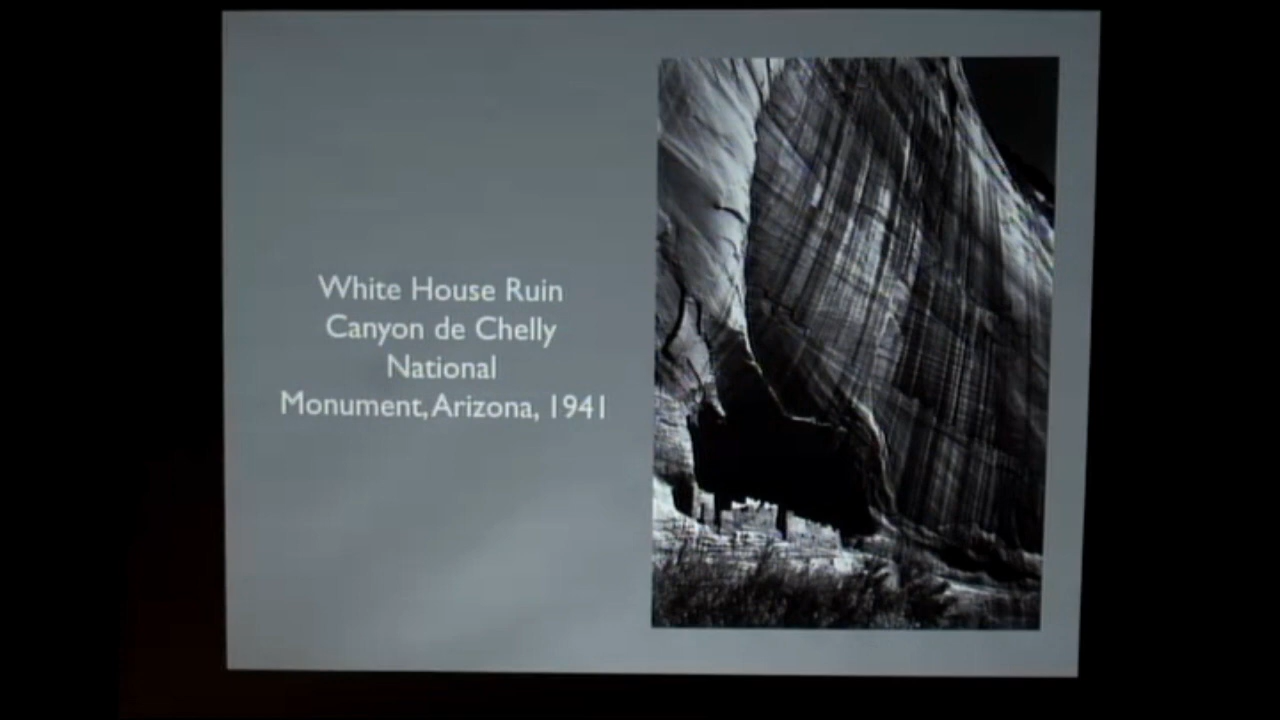 White House Ruin
Canyon de Chelly
National
Monument, Arizona, 1941